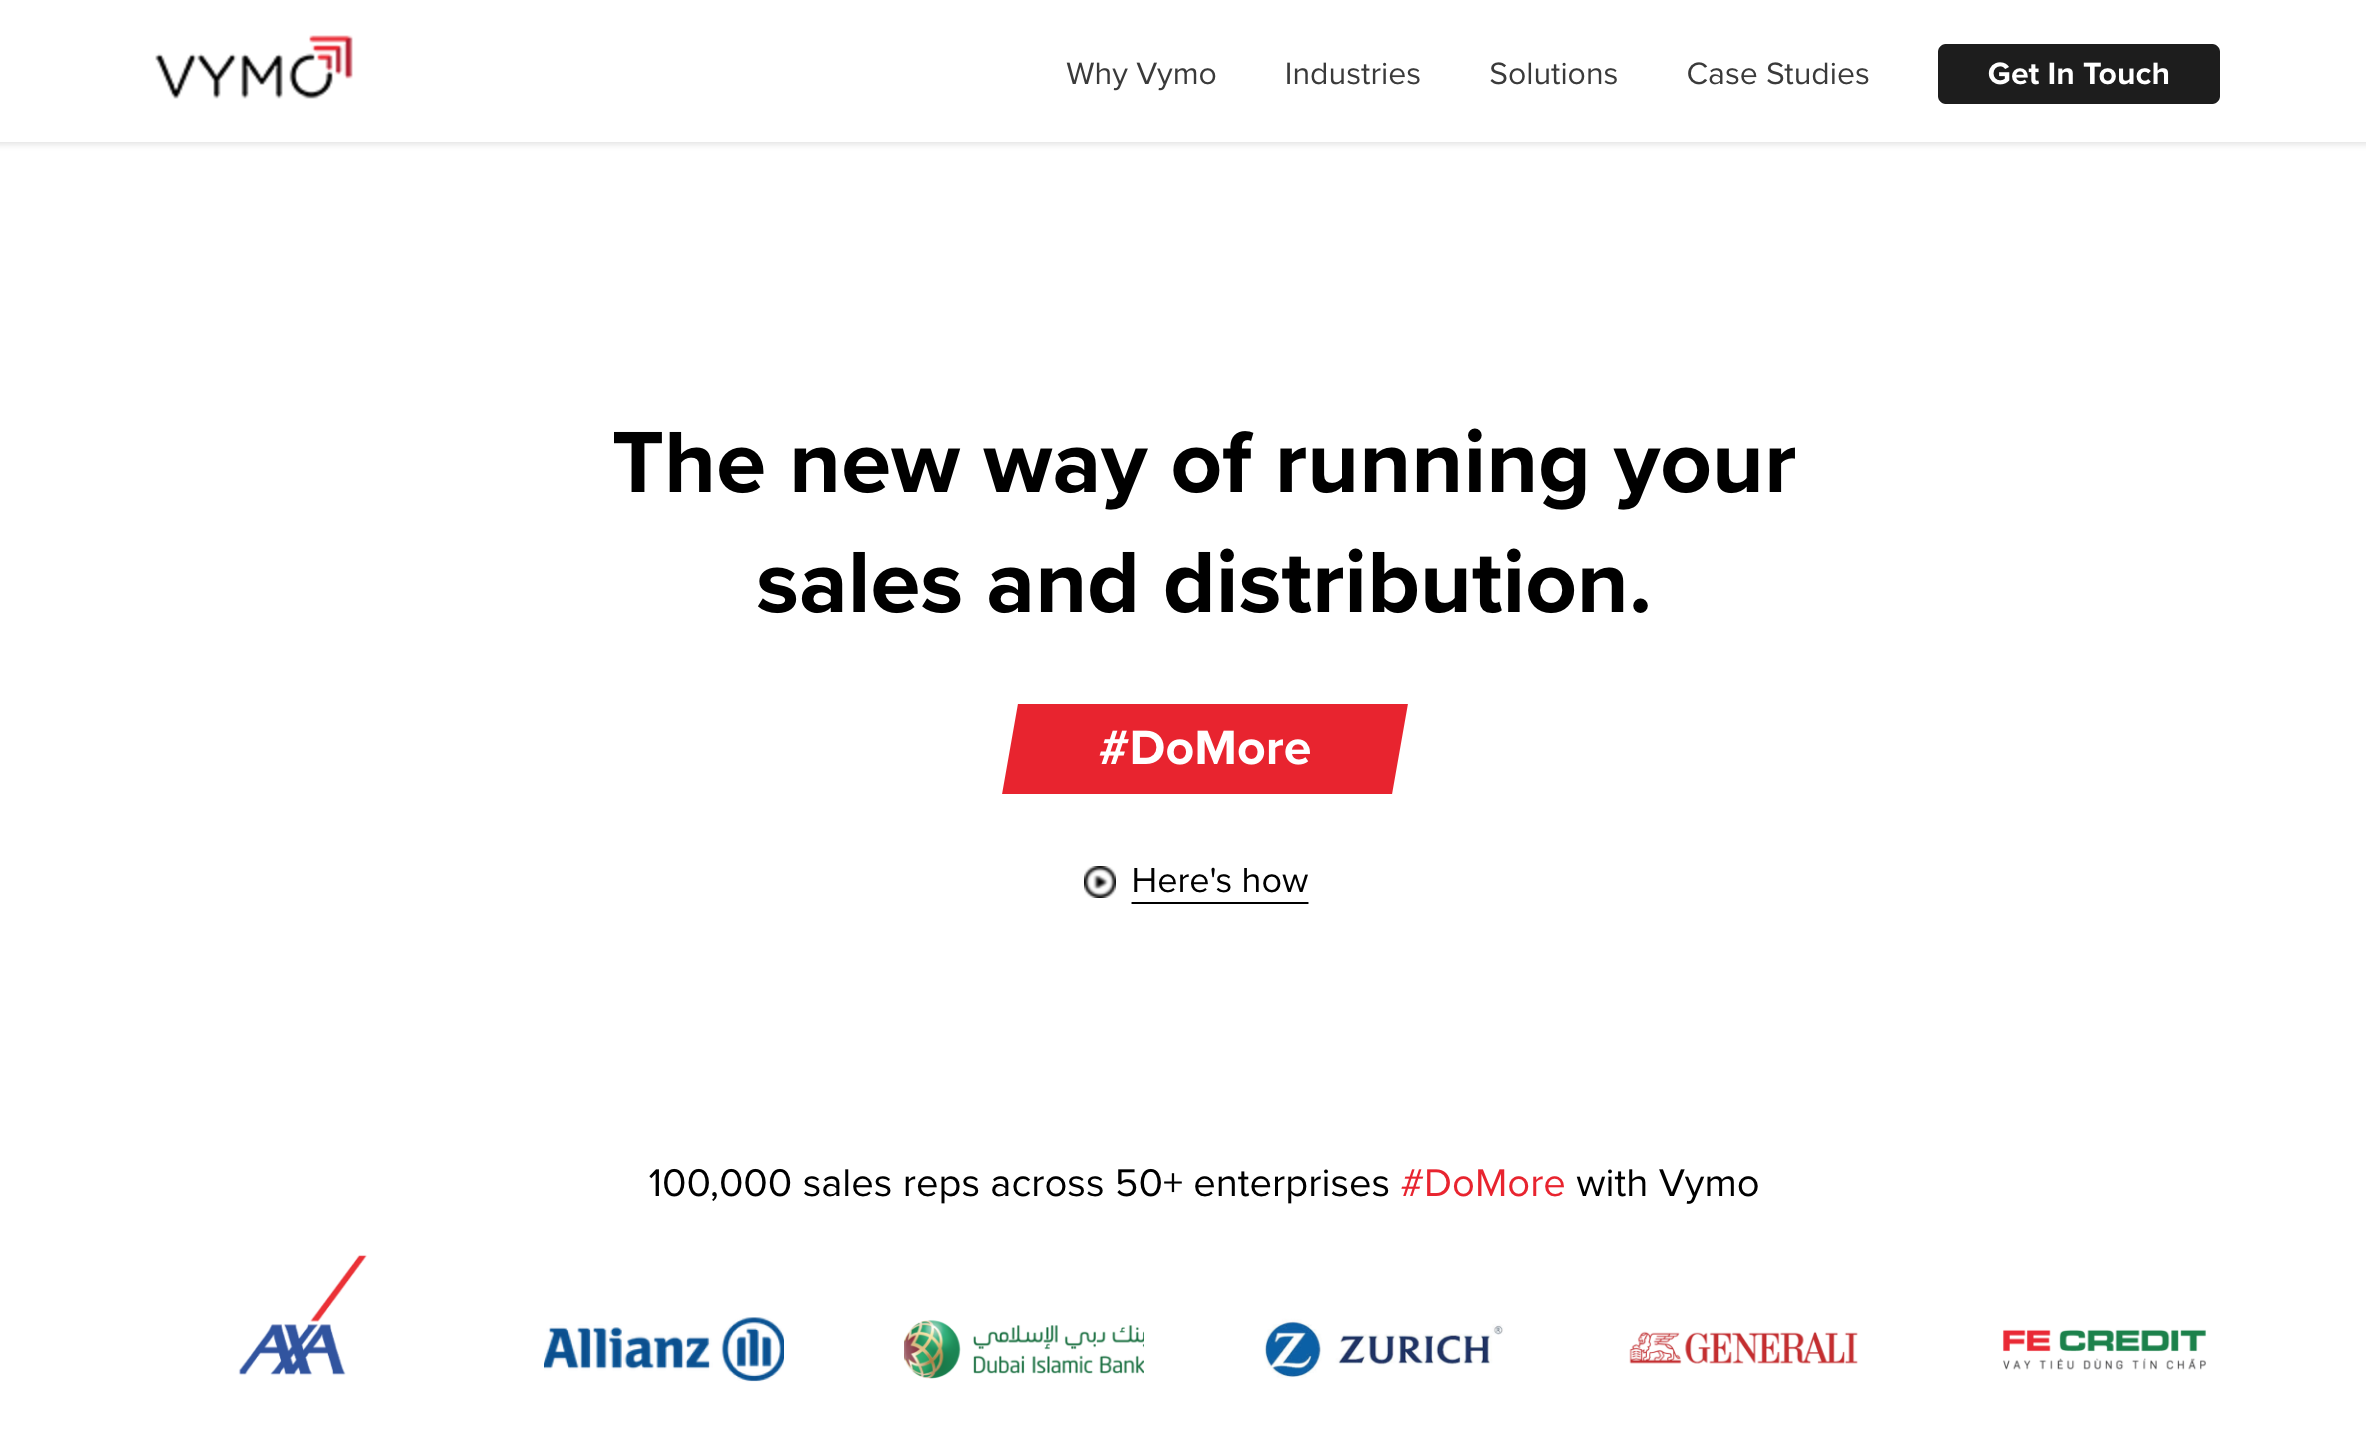 VYMO
Why Vymo
Industries
Solutions
Case Studies
Get In Touch
The new way of running your
sales and distribution.
#DoMore
Here's how
100,000 sales reps across 50+ enterprises #DoMore with Vymo
AXA
Allianz
بنك دبي الإسلامي
Dubai Islamic Bank
ZURICH®
GENERALI
FE CREDIT
VAY TIÊU DÙNG TÍN CHẤP